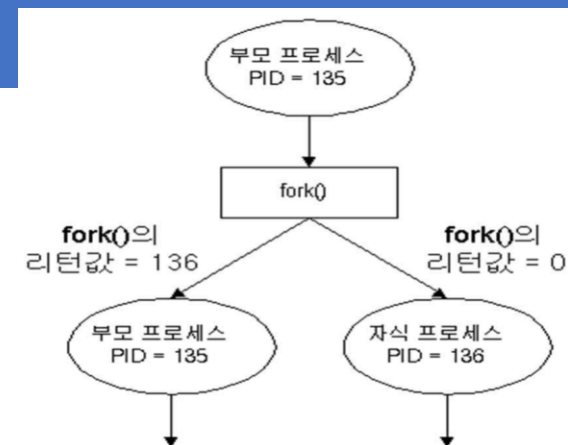 부모 프로세스
PID = 135
fork()
fork()의
리턴값 = 136
fork()의
리턴값 = 0
부모 프로세스
PID = 135
자식 프로세스
PID = 136